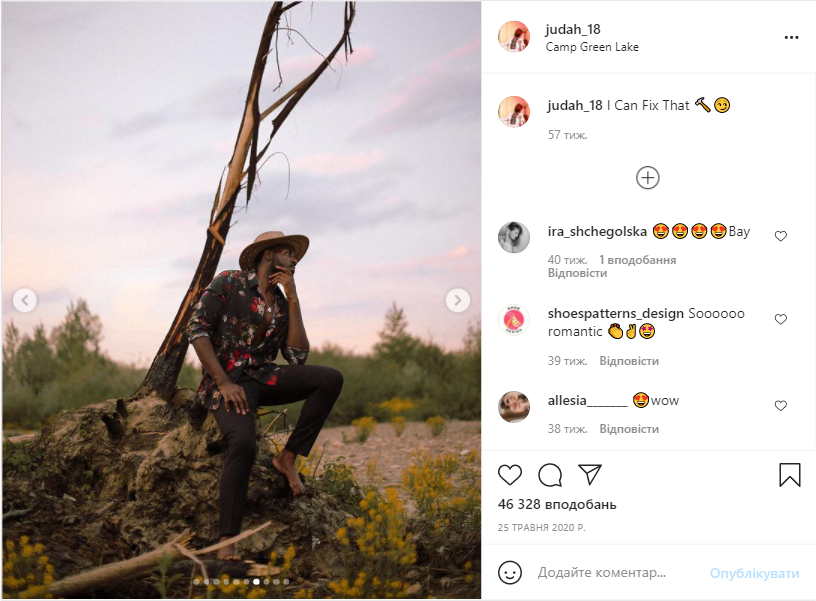 judah_18
Camp Green Lake
judah_18 I Can Fix That 🔨😏
57 тиж.
ira_shchegolska 🤩🤩🤩🤩Bay
40 тиж. 1 вподобання
Відповісти
shoespatterns_design Soooooo
romantic 👏✌🤩
39 тиж. Відповісти
allesia_______ 🤩wow
38 тиж. Відповісти
46 328 вподобань
25 ТРАВНЯ 2020 Р.
Додайте коментар... Опублікувати